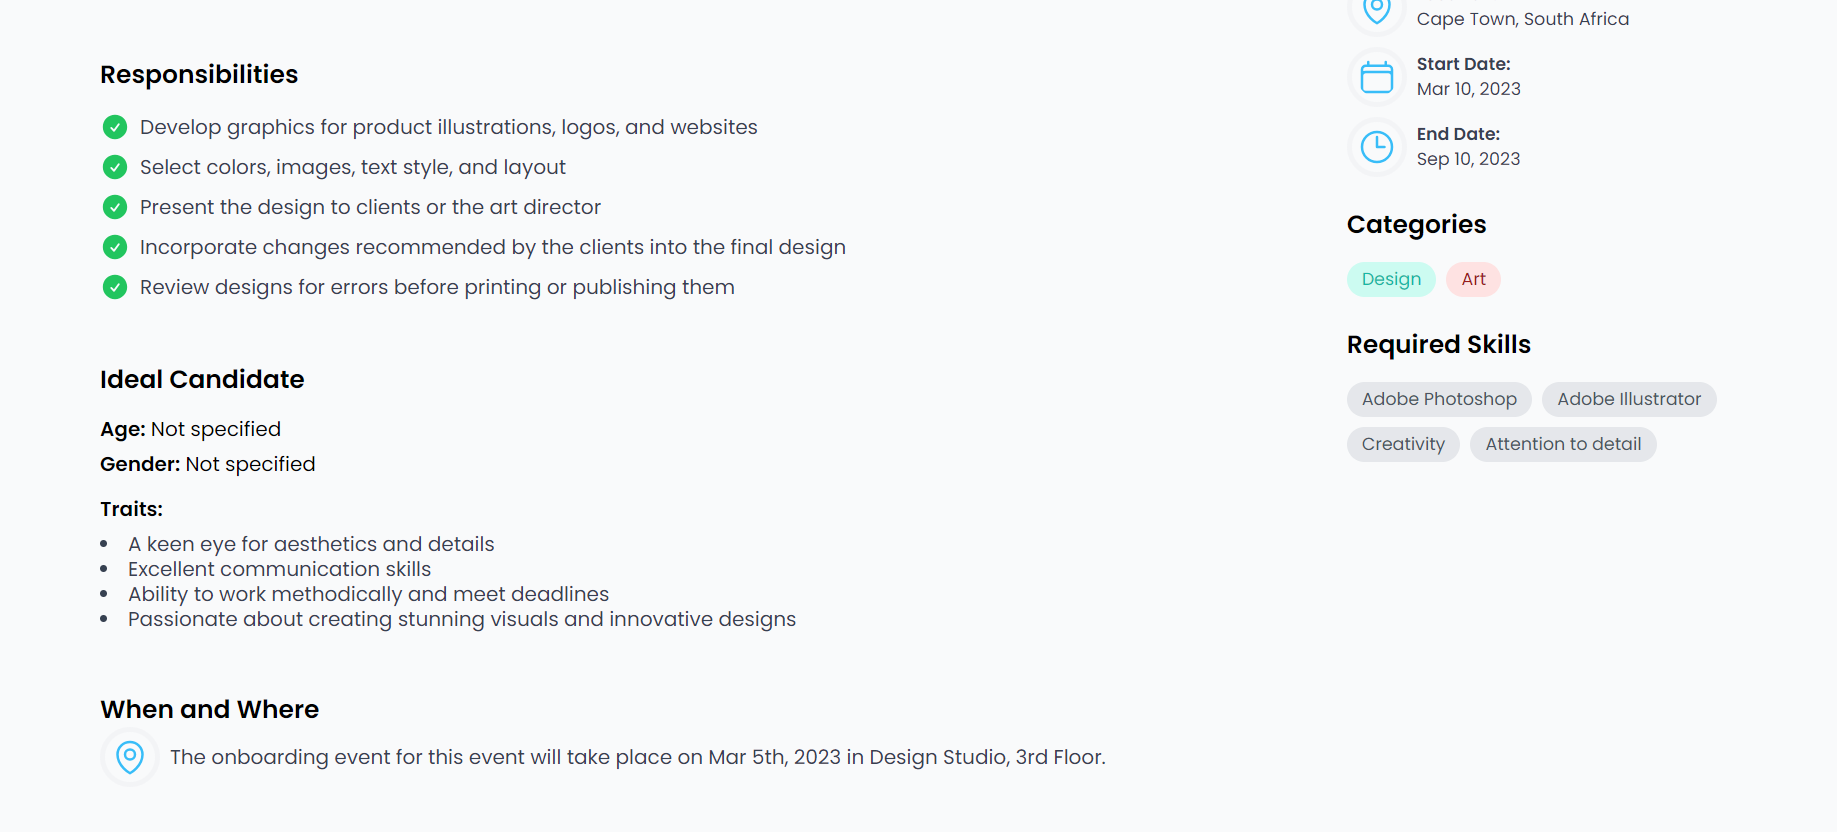 Responsibilities
Develop graphics for product illustrations, logos, and websites
Select colors, images, text style, and layout
Present the design to clients or the art director
Incorporate changes recommended by the clients into the final design
Review designs for errors before printing or publishing them
Ideal Candidate
Age: Not specified
Gender: Not specified
Traits:
• A keen eye for aesthetics and details
• Excellent communication skills
• Ability to work methodically and meet deadlines
• Passionate about creating stunning visuals and innovative designs
When and Where
The onboarding event for this event will take place on Mar 5th, 2023 in Design Studio, 3rd Floor.
Cape Town, South Africa
Start Date:
Mar 10, 2023
End Date:
Sep 10, 2023
Categories
Design Art
Required Skills
Adobe Photoshop Adobe Illustrator
Creativity Attention to detail